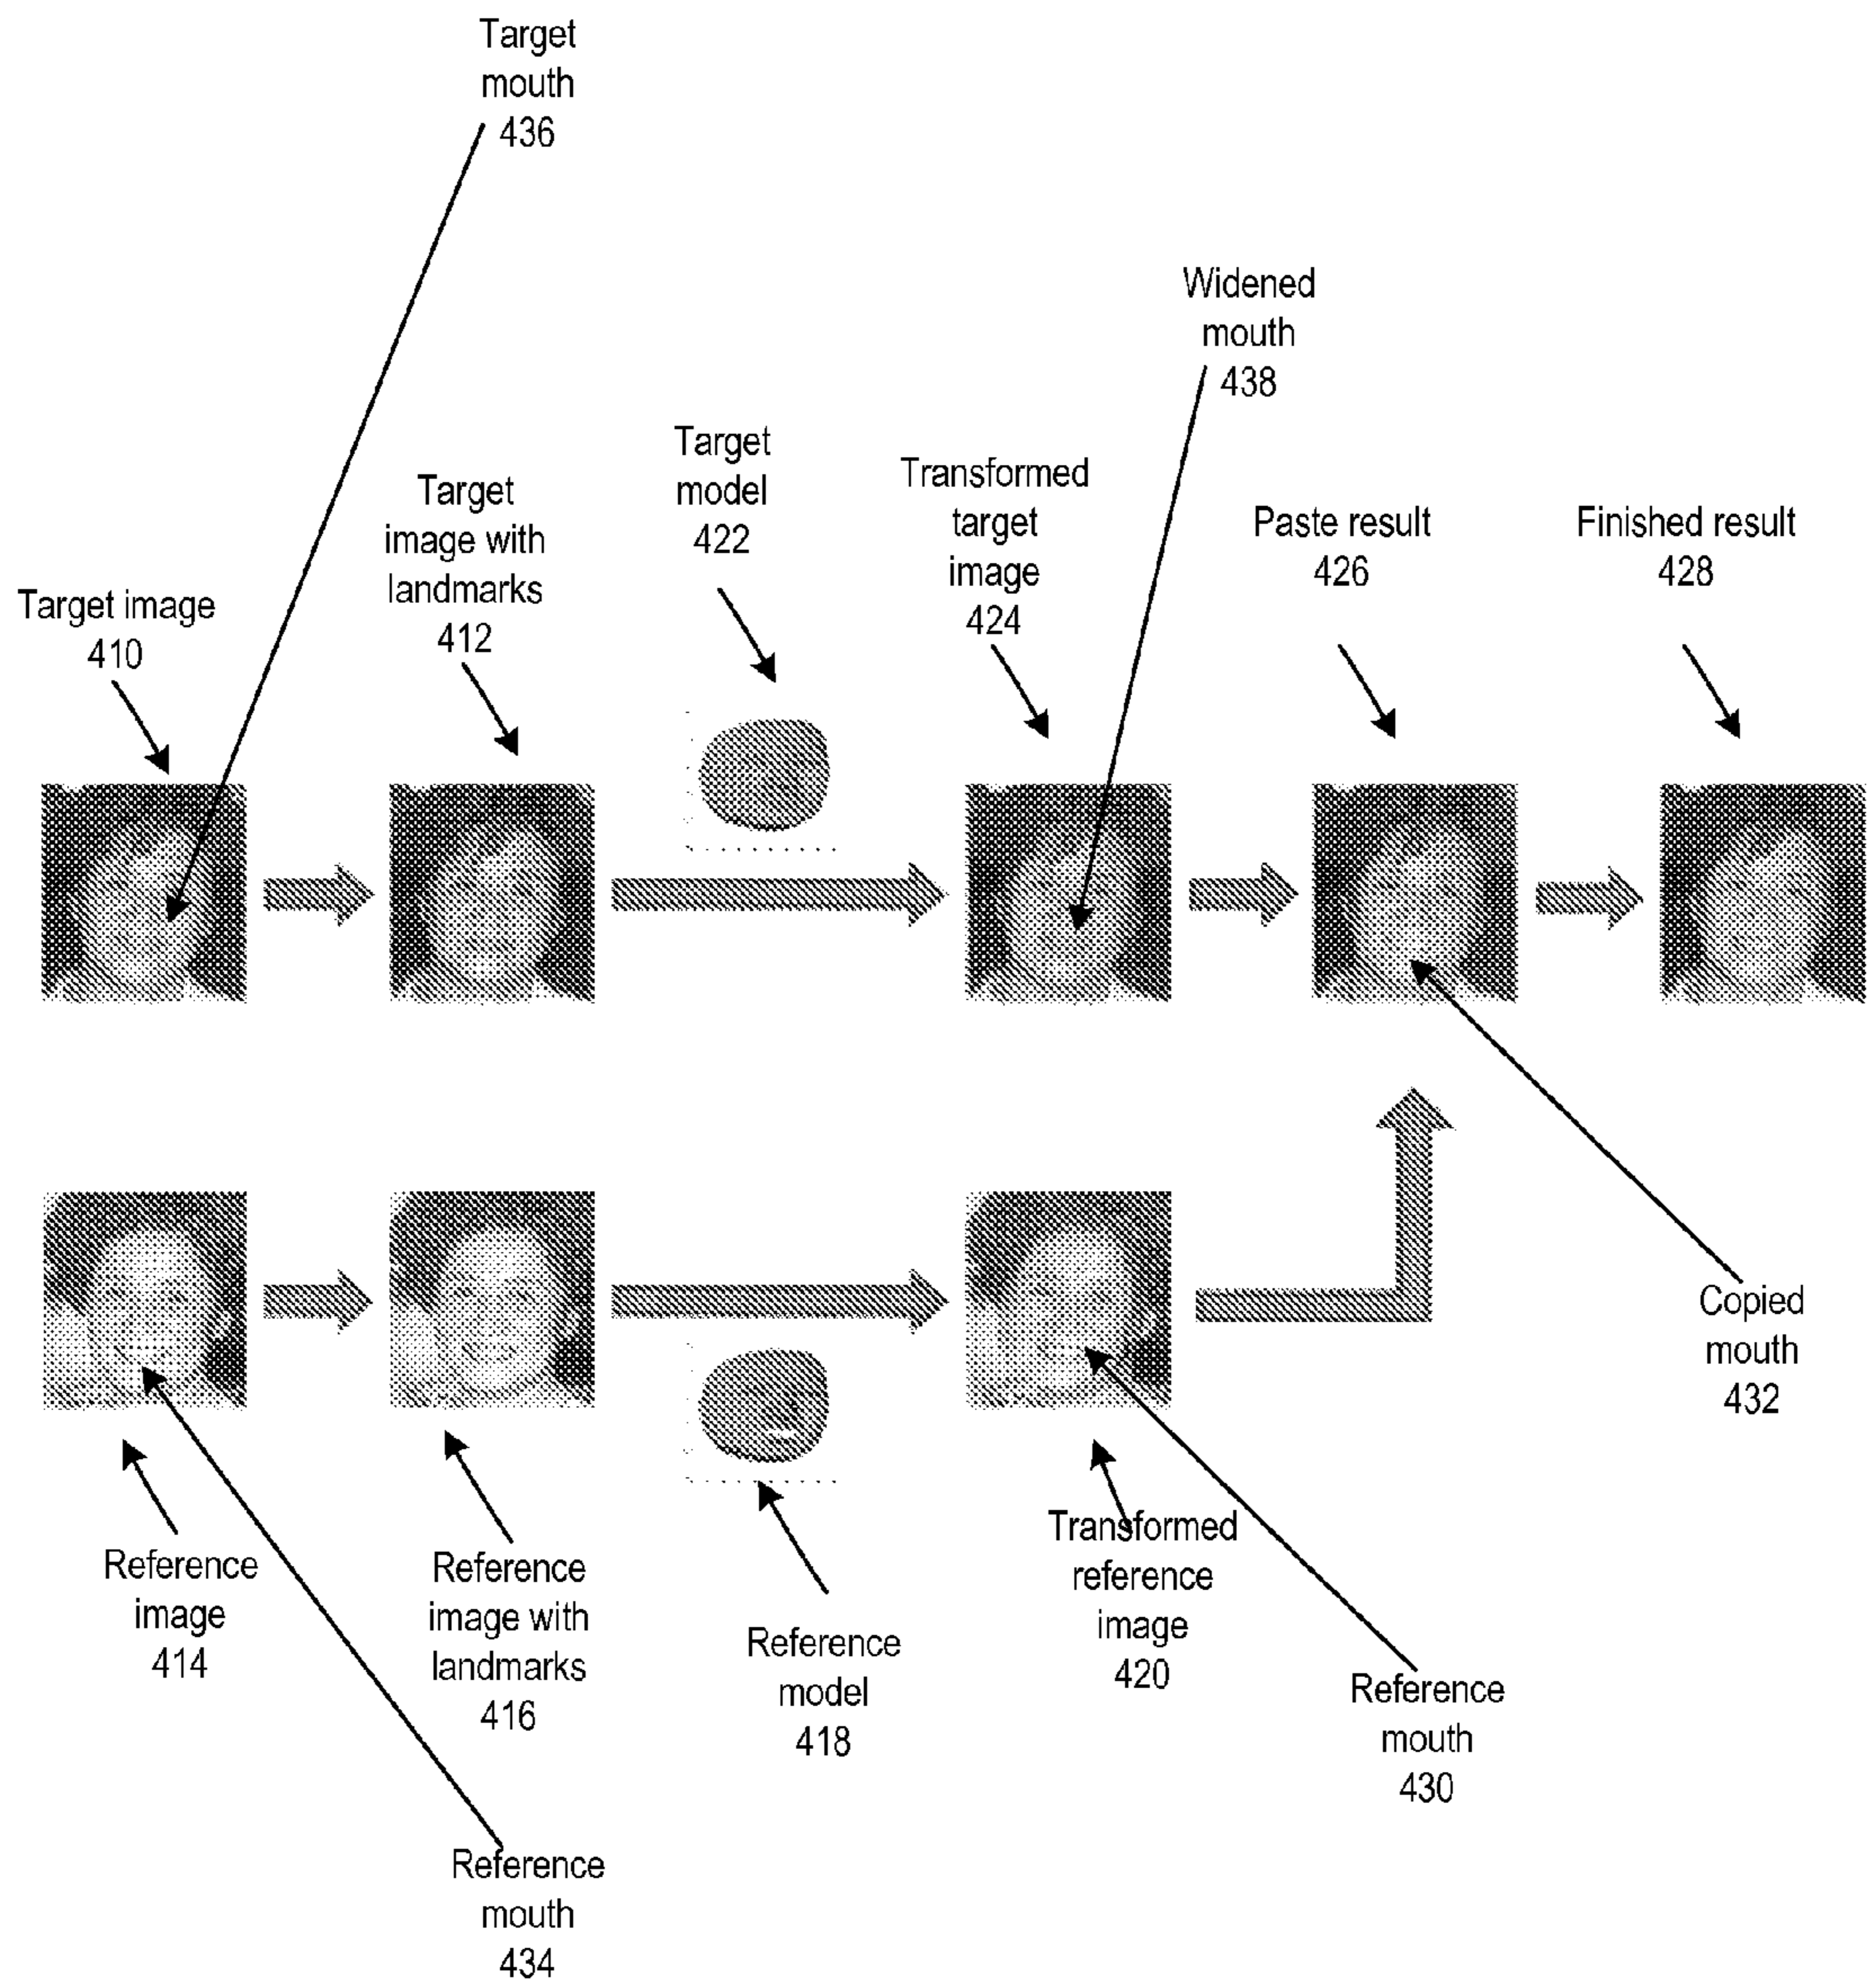 Target
mouth
436
Widened
mouth
438
Target
model
422
Transformed
target
image
424
Target
image with
landmarks
412
Paste result
426
Finished result
428
Target image
410
Copied
mouth
432
Transformed
reference
image
420
Reference
image
414
Reference
image with
landmarks
416
Reference
model
418
Reference
mouth
430
Reference
mouth
434